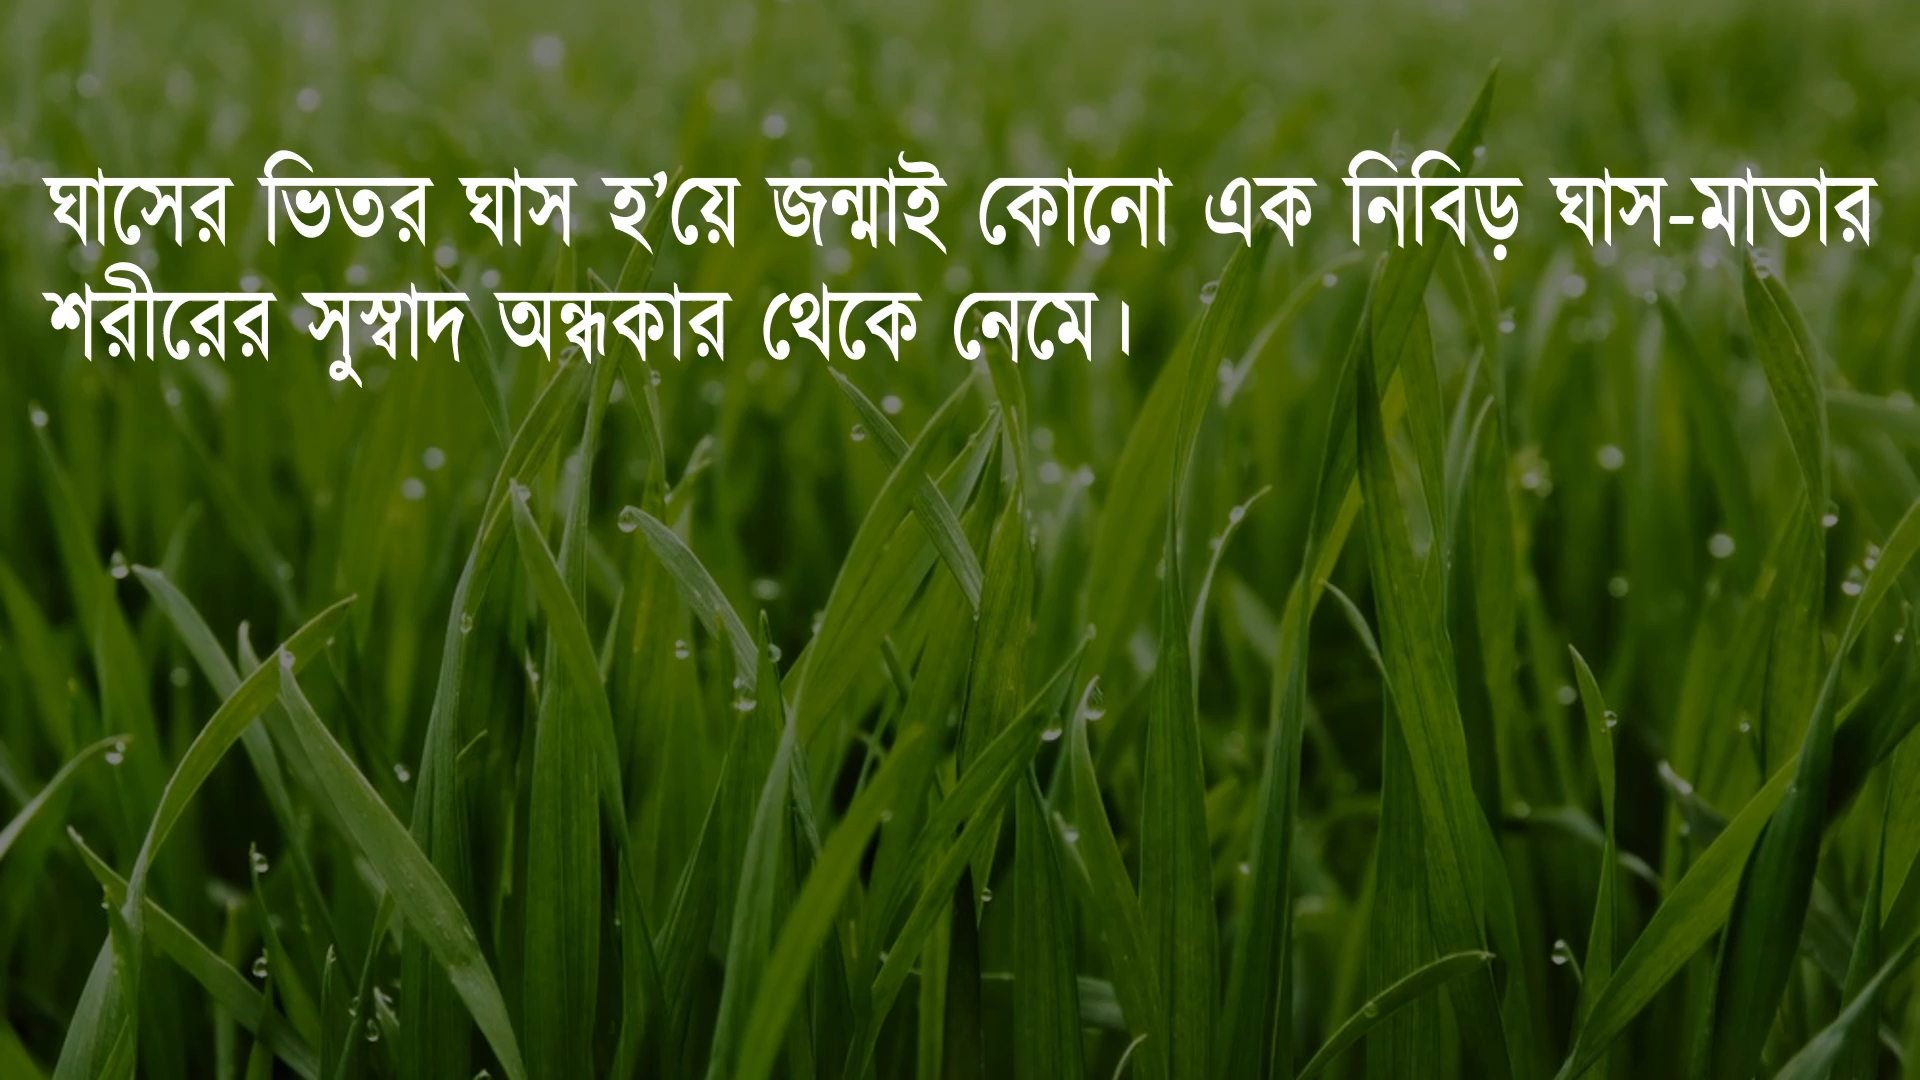 ঘাসের ভিতর ঘাস হ’য়ে জন্মাই কোনো এক নিবিড় ঘাস-মাতার
শরীরের সুস্বাদ অন্ধকার থেকে নেমে।